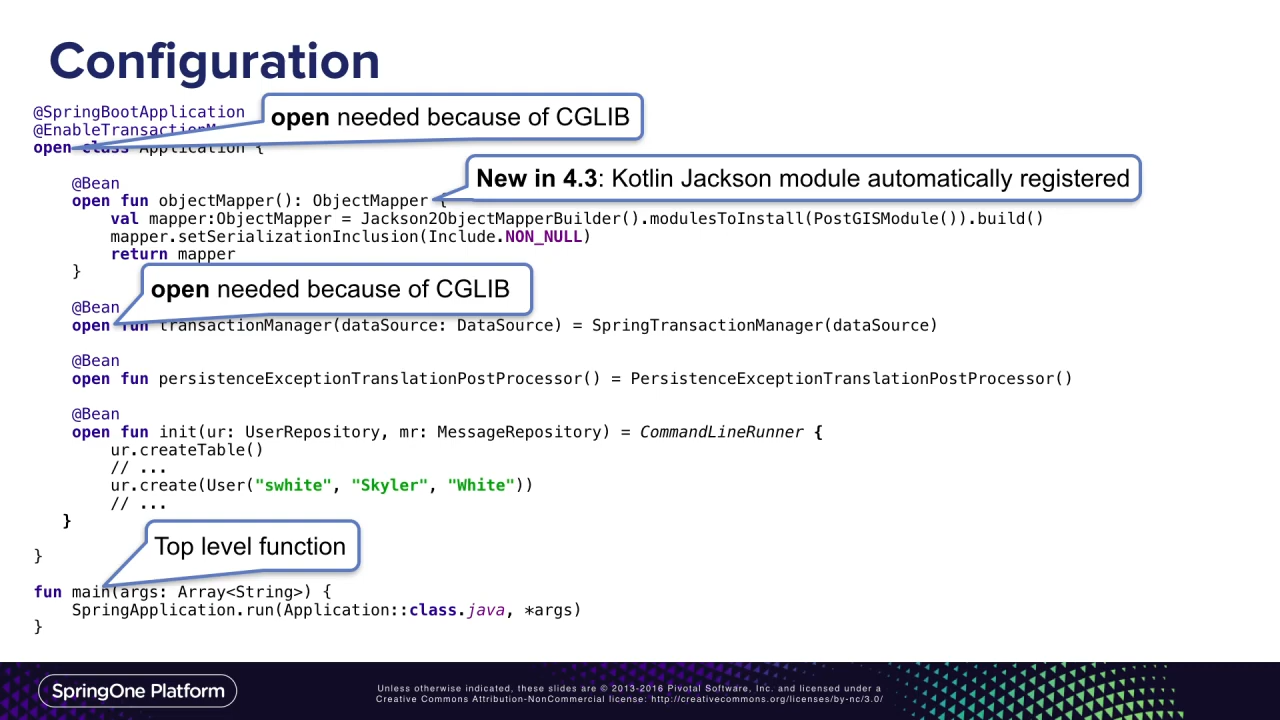 Configuration
@SpringBootApplication
open needed because of CGLIB
@EnableTransactionM
open class Application {
@Bean
New in 4.3: Kotlin Jackson module automatically registered
open fun objectMapper(): ObjectMapper {
val mapper:ObjectMapper = Jackson2ObjectMapperBuilder().modulesToInstall(PostGISModule()).build()
mapper.setSerializationInclusion(Include.NON_NULL)
return mapper
}
open needed because of CGLIB
@Bean
open fun transactionManager(dataSource: DataSource) = SpringTransactionManager(dataSource)
@Bean
open fun persistenceExceptionTranslationPostProcessor() = PersistenceExceptionTranslationPostProcessor()
@Bean
open fun init(ur: UserRepository, mr: MessageRepository) = CommandLineRunner {
ur.createTable()
// ...
ur.create(User("swhite", "Skyler", "White"))
// ...
}
Top level function
}
fun main(args: Array<String>) {
SpringApplication.run(Application::class.java, *args)
}
SpringOne Platform
Unless otherwise indicated, these slides are © 2013-2016 Pivotal Software, Inc. and licensed under a
Creative Commons Attribution-NonCommercial license: http://creativecommons.org/licenses/by-nc/3.0/